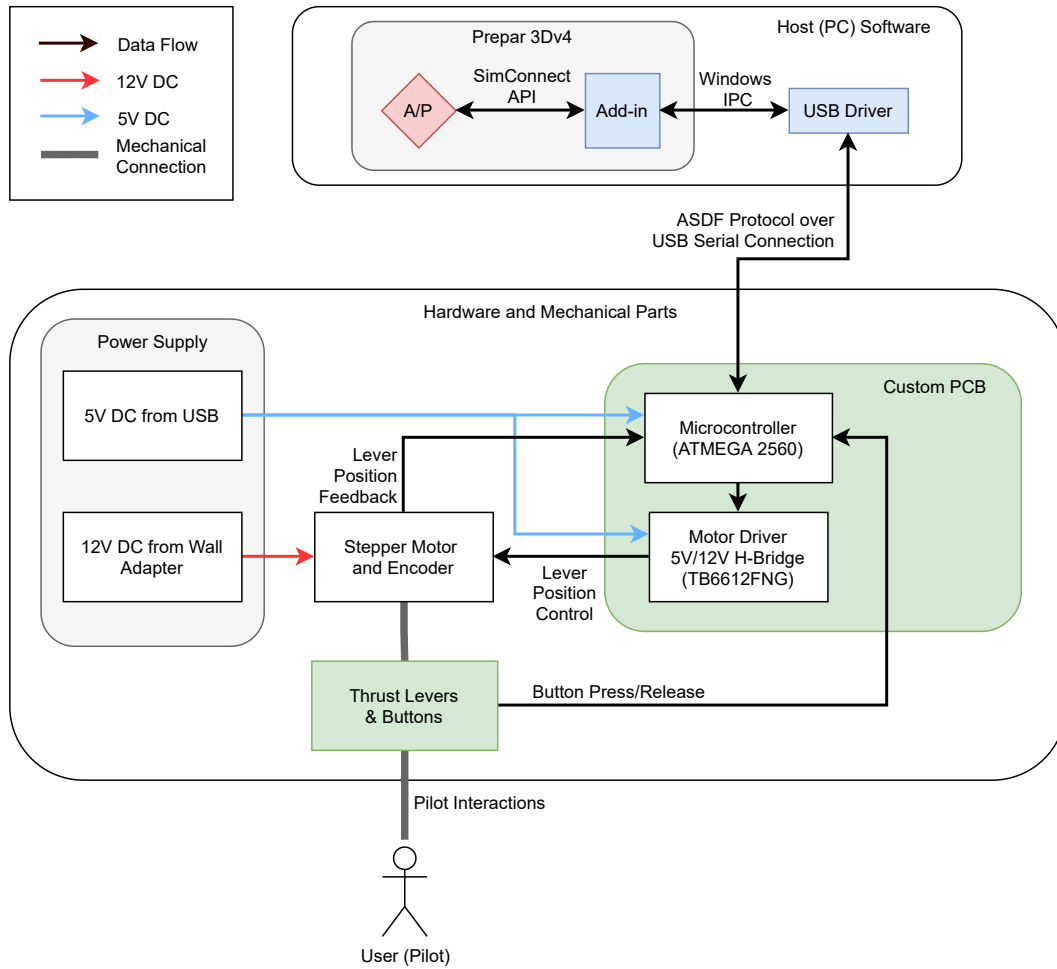 Data Flow
12V DC
5V DC
Mechanical
Connection
Host (PC) Software
Prepar 3Dv4
SimConnect
API
A/P
Add-in
Windows
IPC
USB Driver
ASDF Protocol over
USB Serial Connection
Hardware and Mechanical Parts
Power Supply
5V DC from USB
12V DC from Wall
Adapter
Custom PCB
Microcontroller
(ATMEGA 2560)
Lever
Position
Feedback
Stepper Motor
and Encoder
Motor Driver
5V/12V H-Bridge
(TB6612FNG)
Lever
Position
Control
Thrust Levers
& Buttons
Button Press/Release
Pilot Interactions
User (Pilot)